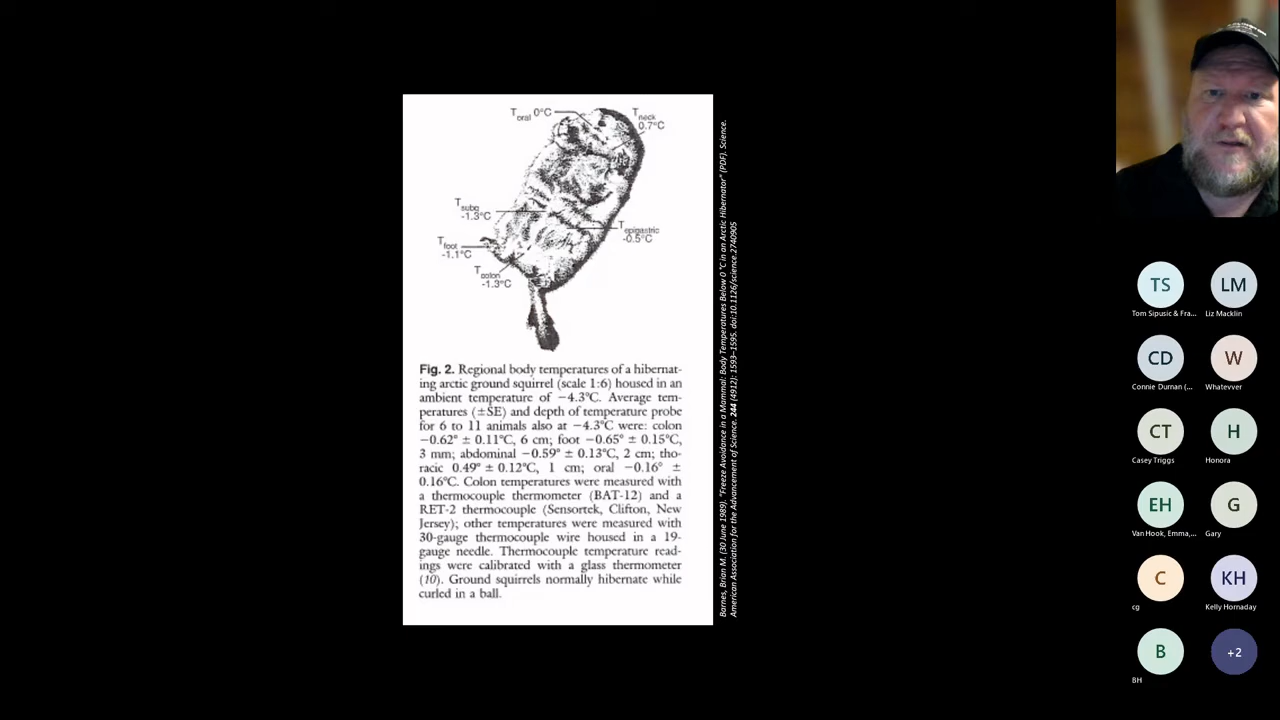 T oral 0°C
T neck
0.7°C
T subq
-1.3°C
T epigastric
-0.5°C
T foot
-1.1°C
T colon
-1.3°C
Fig. 2. Regional body temperatures of a hibernat-
ing arctic ground squirrel (scale 1:6) housed in an
ambient temperature of −4.3°C. Average tem-
peratures (±SE) and depth of temperature probe
for 6 to 11 animals also at −4.3°C were: colon
−0.62° ± 0.11°C, 6 cm; foot −0.65° ± 0.15°C,
3 mm; abdominal −0.59° ± 0.13°C, 2 cm; tho-
racic 0.49° ± 0.12°C, 1 cm; oral −0.16° ±
0.16°C. Colon temperatures were measured with
a thermocouple thermometer (BAT-12) and a
RET-2 thermocouple (Sensortek, Clifton, New
Jersey); other temperatures were measured with
30-gauge thermocouple wire housed in a 19-
gauge needle. Thermocouple temperature read-
ings were calibrated with a glass thermometer
(10). Ground squirrels normally hibernate while
curled in a ball.
Barnes, Brian M. (30 June 1989). "Freeze Avoidance in a Mammal: Body Temperatures Below 0 °C in an Arctic Hibernator" (PDF). Science.
American Association for the Advancement of Science. 244 (4912): 1593–1595. doi:10.1126/science.2740905
TS
Tom Sipusic & Fra...
LM
Liz Macklin
CD
Connie Durnan (...
W
Whatevver
CT
Casey Triggs
H
Honora
EH
Van Hook, Emma,...
G
Gary
C
cg
KH
Kelly Hornaday
B
BH
+2